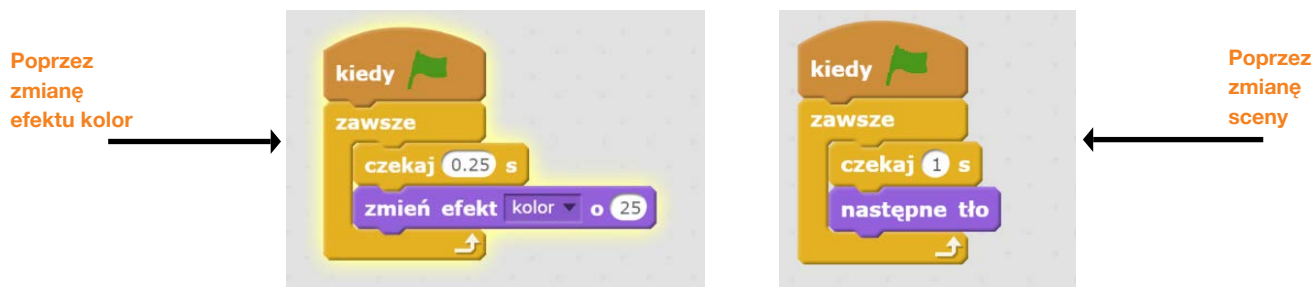 Poprzez
zmianę
efektu kolor
kiedy
zawsze
czekaj 0.25 s
zmień efekt kolor o 25
kiedy
zawsze
czekaj 1 s
następne tło
Poprzez
zmianę
sceny